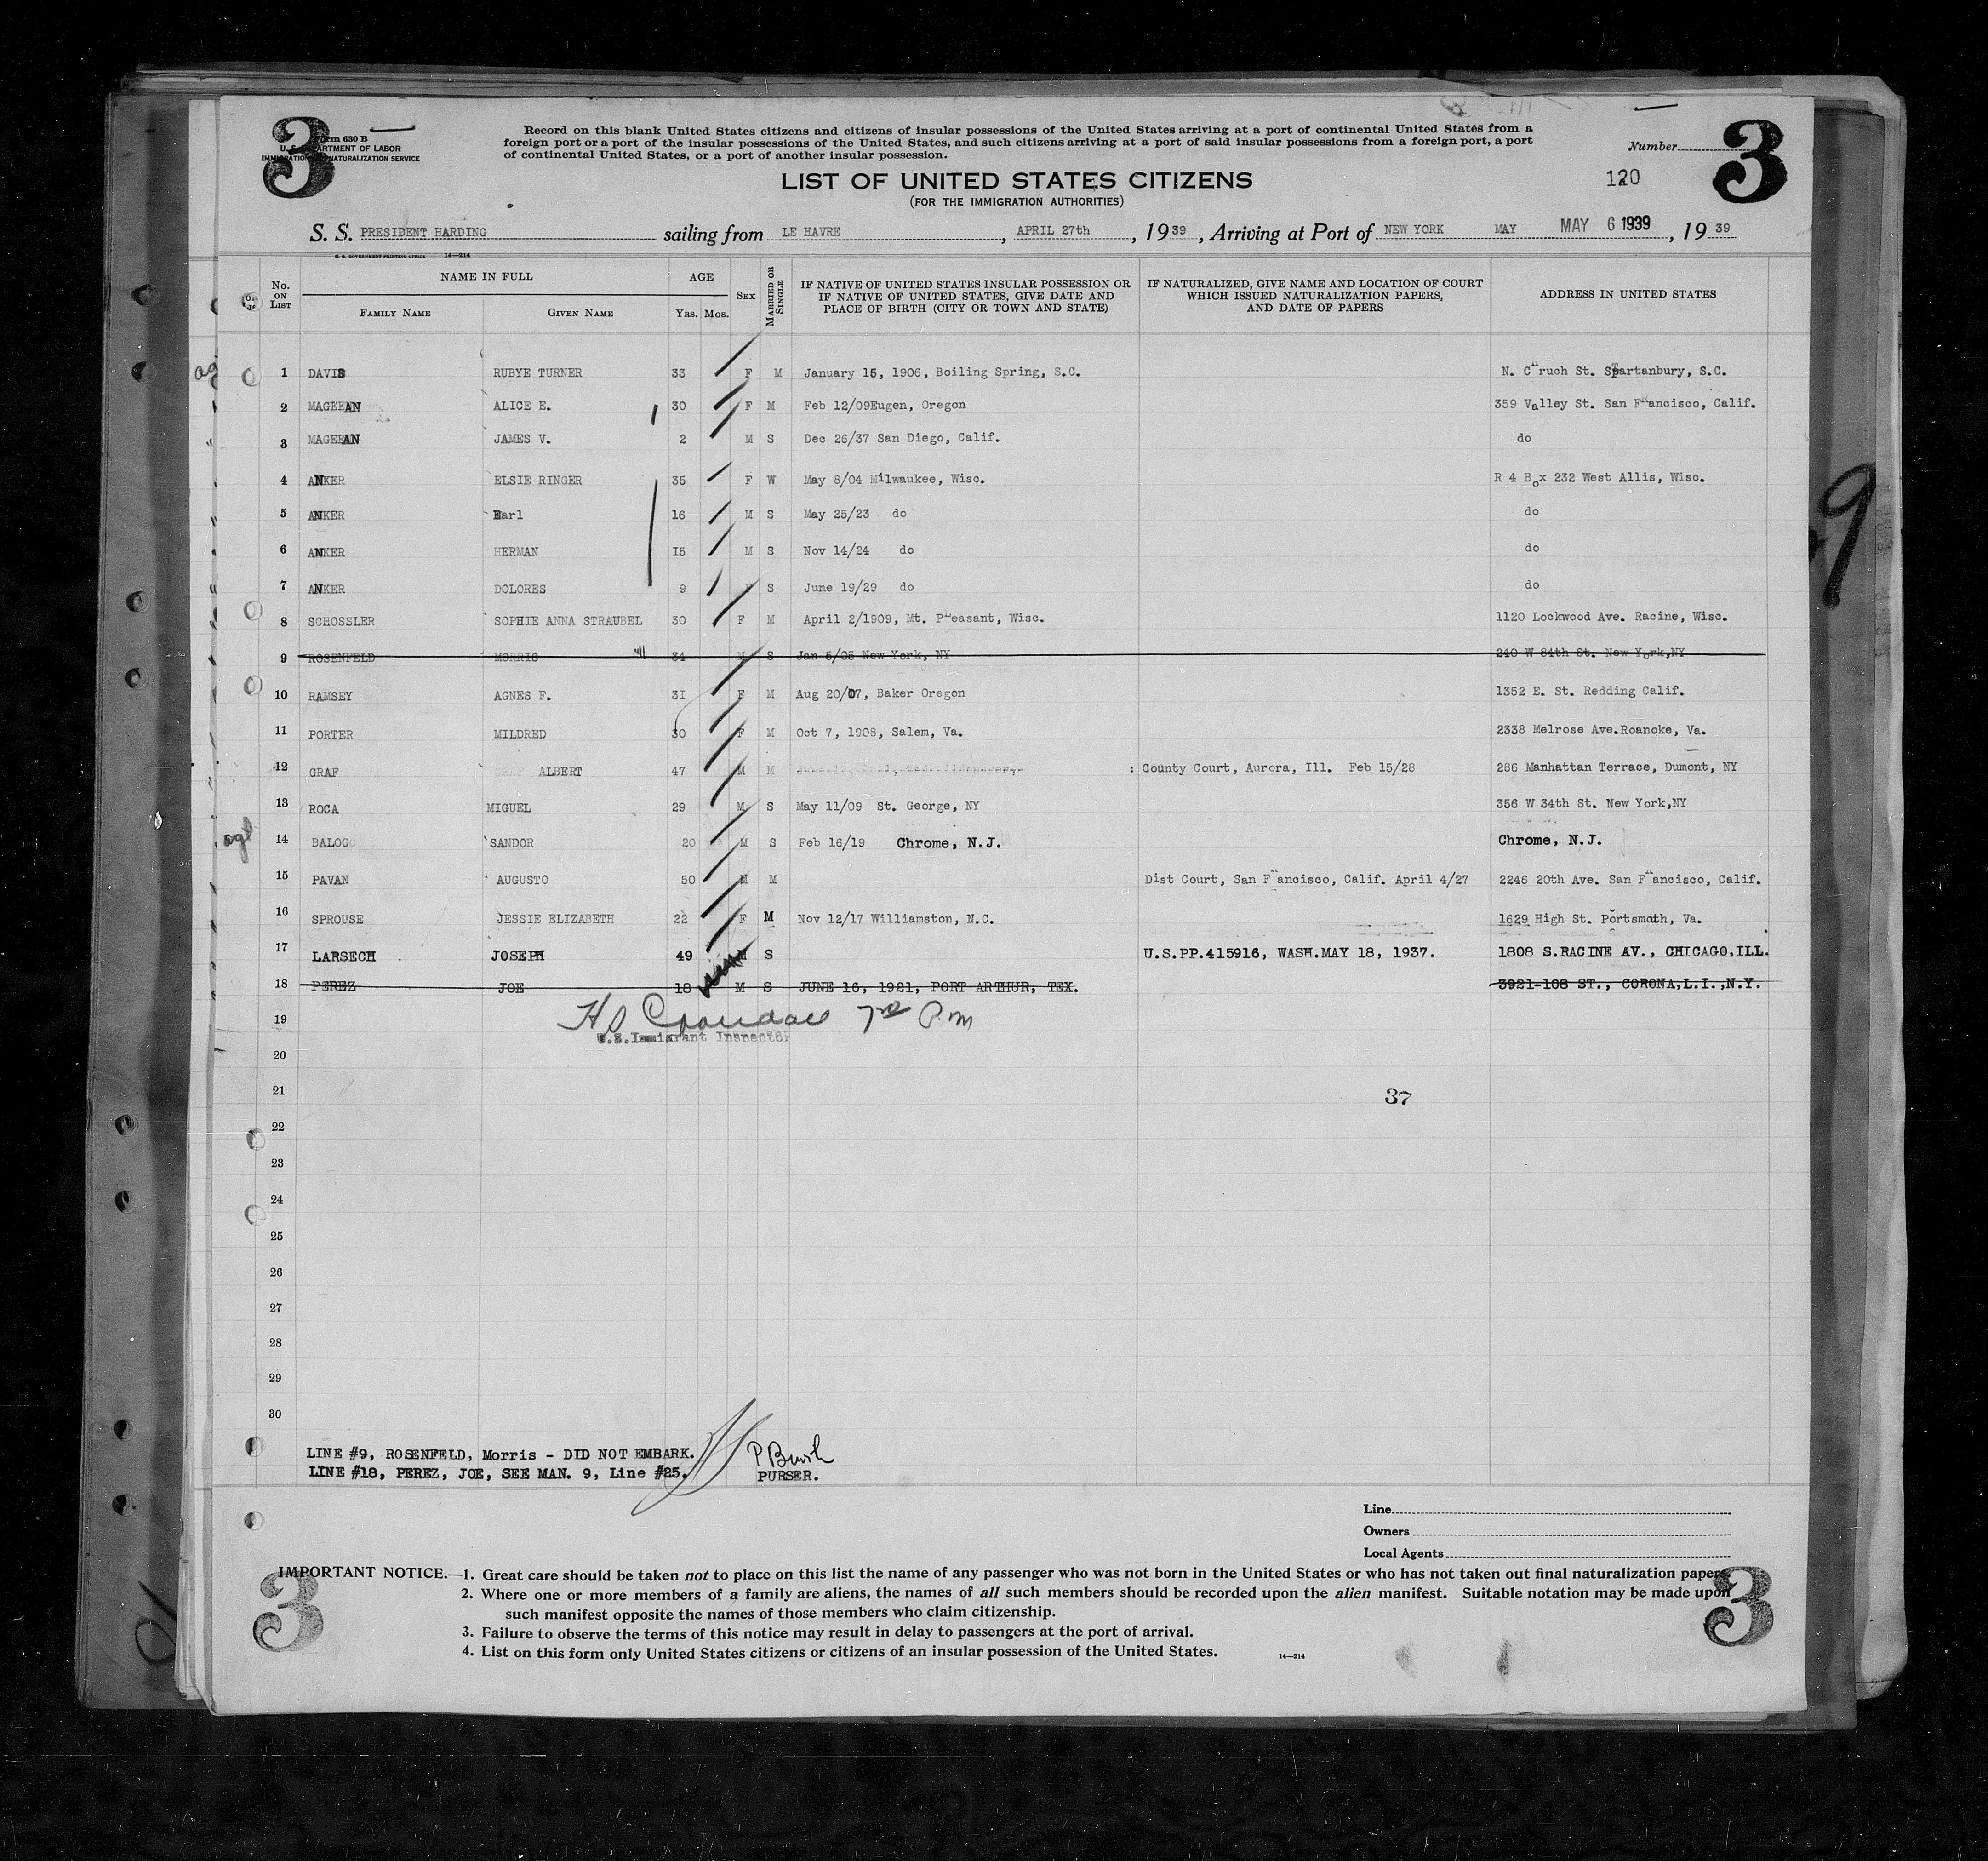 3
Form 630 B
U. S. DEPARTMENT OF LABOR
IMMIGRATION NATURALIZATION SERVICE
Record on this blank United States citizens and citizens of insular possessions of the United States arriving at a port of continental United States from a
foreign port or a port of the insular possessions of the United States, and such citizens arriving at a port of said insular possessions from a foreign port, a port
of continental United States, or a port of another insular possession.
Number
120
3
LIST OF UNITED STATES CITIZENS
(FOR THE IMMIGRATION AUTHORITIES)
S. S. PRESIDENT HARDING sailing from LE HAVRE, APRIL 27th, 1939, Arriving at Port of NEW YORK MAY MAY 6 1939, 1939
U. S. GOVERNMENT PRINTING OFFICE 14—214
No. ON LIST NAME IN FULL FAMILY NAME GIVEN NAME AGE YRS. MOS. SEX MARRIED OR SINGLE IF NATIVE OF UNITED STATES INSULAR POSSESSION OR IF NATIVE OF UNITED STATES, GIVE DATE AND PLACE OF BIRTH (CITY OR TOWN AND STATE) IF NATURALIZED, GIVE NAME AND LOCATION OF COURT WHICH ISSUED NATURALIZATION PAPERS, AND DATE OF PAPERS ADDRESS IN UNITED STATES
1 DAVIS RUBYE TURNER 33 F M January 15, 1906, Boiling Spring, S.C. N. Chruch St. Spartanbury, S.C.
2 MAGEEAN ALICE E. 30 F M Feb 12/09Eugen, Oregon 359 Valley St. San Francisco, Calif.
3 MAGEEAN JAMES V. 2 M S Dec 26/37 San Diego, Calif. do
4 ANKER ELSIE RINGER 35 F W May 8/04 Milwaukee, Wisc. R 4 Box 232 West Allis, Wisc.
5 ANKER Earl 16 M S May 25/23 do do
6 ANKER HERMAN 15 M S Nov 14/24 do do
7 ANKER DOLORES 9 F S June 19/29 do do
8 SCHOSSLER SOPHIE ANNA STRAUBEL 30 F M April 2/1909, Mt. Pleasant, Wisc. 1120 Lockwood Ave. Racine, Wisc.
9 ROSENFELD MORRIS 34 M S Jan 5/05 New York, NY 240 W 84th St. New York,NY
10 RAMSEY AGNES F. 31 F M Aug 20/07, Baker Oregon 1352 E. St. Redding Calif.
11 PORTER MILDRED 30 F M Oct 7, 1908, Salem, Va. 2338 Melrose Ave.Roanoke, Va.
12 GRAF ALBERT 47 M M : County Court, Aurora, Ill. Feb 15/28 286 Manhattan Terrace, Dumont, NY
13 ROCA MIGUEL 29 M S May 11/09 St. George, NY 356 W 34th St. New York,NY
14 BALOGG SANDOR 20 M S Feb 16/19 Chrome, N.J. Chrome, N.J.
15 PAVAN AUGUSTO 50 M M Dist Court, San Francisco, Calif. April 4/27 2246 20th Ave. San Francisco, Calif.
16 SPROUSE JESSIE ELIZABETH 22 F M Nov 12/17 Williamston, N.C. 1629 High St. Portsmoth, Va.
17 LARSECH JOSEPH 49 M S U.S.PP.415916, WASH.MAY 18, 1937. 1808 S.RACINE AV., CHICAGO,ILL.
18 PEREZ JOE 18 M S JUNE 16, 1921, PORT ARTHUR, TEX. 3921-108 ST., CORONA,L.I.,N.Y.
19
U.S.Immigrant Inspector
20
21
37
22
23
24
25
26
27
28
29
30
LINE #9, ROSENFELD, Morris - DID NOT EMBARK.
LINE #18, PEREZ, JOE, SEE MAN. 9, Line #25.
PURSER.
Line
Owners
Local Agents
IMPORTANT NOTICE.—1. Great care should be taken not to place on this list the name of any passenger who was not born in the United States or who has not taken out final naturalization papers.
2. Where one or more members of a family are aliens, the names of all such members should be recorded upon the alien manifest. Suitable notation may be made upon
such manifest opposite the names of those members who claim citizenship.
3. Failure to observe the terms of this notice may result in delay to passengers at the port of arrival.
4. List on this form only United States citizens or citizens of an insular possession of the United States.
14—214
3
3
9